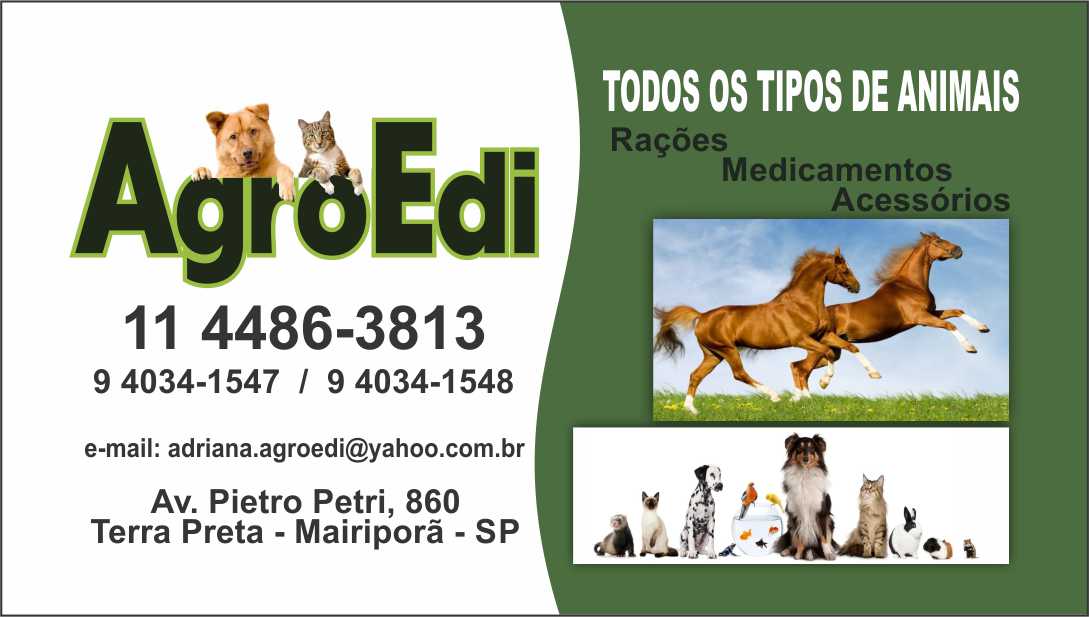 AgroEdi
11 4486-3813
9 4034-1547 / 9 4034-1548
e-mail: adriana.agroedi@yahoo.com.br
Av. Pietro Petri, 860
Terra Preta - Mairiporã - SP
TODOS OS TIPOS DE ANIMAIS
Rações
Medicamentos
Acessórios